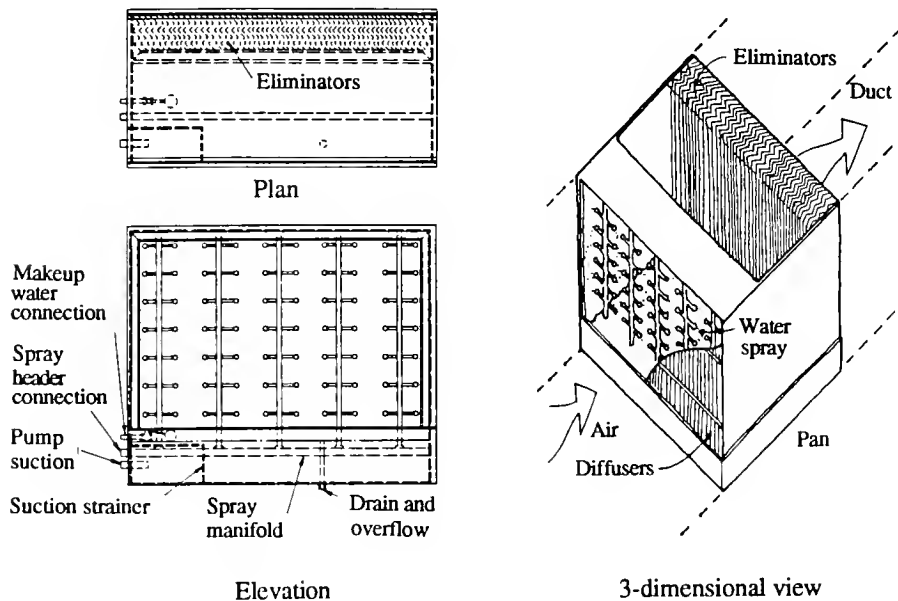 Eliminators
Plan
Makeup
water
connection
Spray
header
connection
Pump
suction
Suction strainer
Spray
manifold
Drain and
overflow
Elevation
Eliminators
Duct
Water
spray
Air
Pan
Diffusers
3-dimensional view